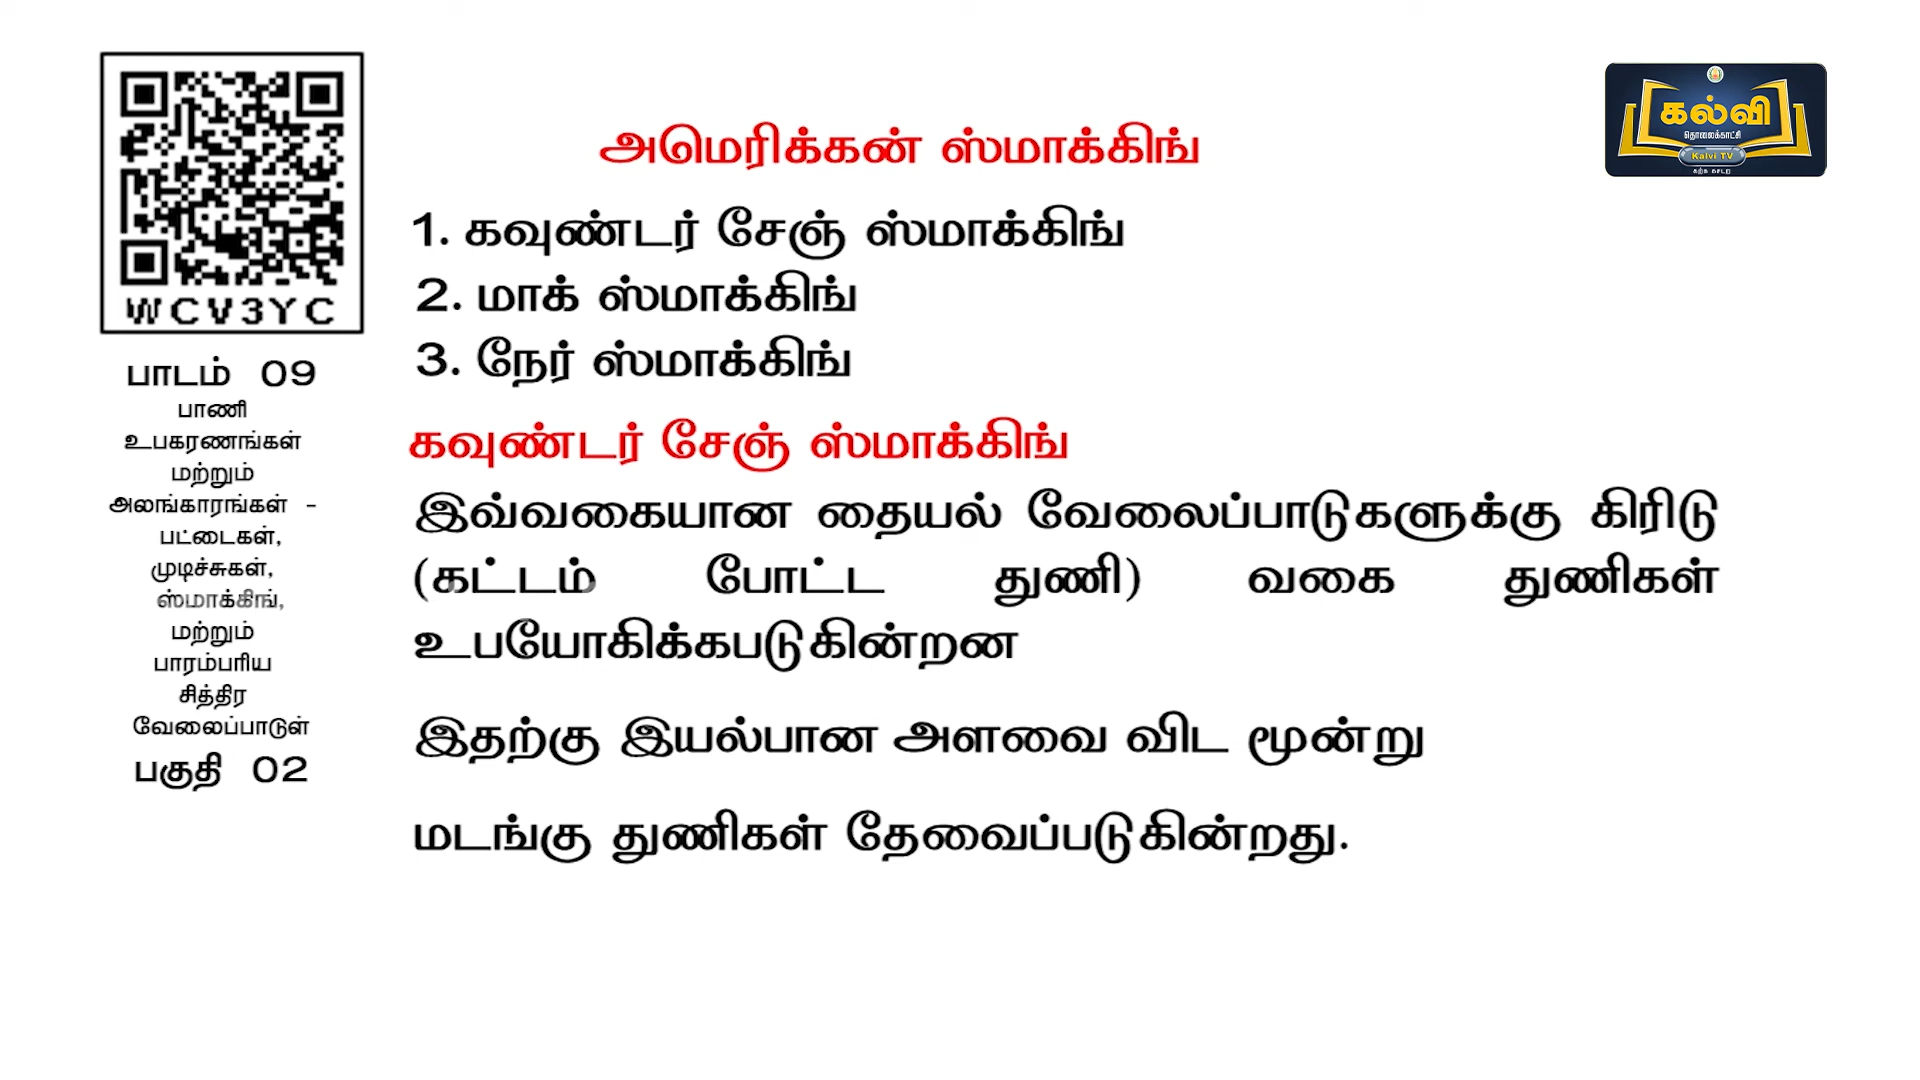 WCV3YC
பாடம் 09
பாணி
உபகரணங்கள்
மற்றும்
அலங்காரங்கள் -
பட்டைகள்,
முடிச்சுகள்,
ஸ்மாக்கிங்,
மற்றும்
பாரம்பரிய
சித்திர
வேலைப்பாடுள்
பகுதி 02
அமெரிக்கன் ஸ்மாக்கிங்
1. கவுண்டர் சேஞ் ஸ்மாக்கிங்
2. மாக் ஸ்மாக்கிங்
3. நேர் ஸ்மாக்கிங்
கவுண்டர் சேஞ் ஸ்மாக்கிங்
இவ்வகையான தையல் வேலைப்பாடுகளுக்கு கிரிடு
(கட்டம் போட்ட துணி) வகை துணிகள்
உபயோகிக்கபடுகின்றன
இதற்கு இயல்பான அளவை விட மூன்று
மடங்கு துணிகள் தேவைப்படுகின்றது.
கல்வி
தொலைக்காட்சி
Kalvi TV
கற்க கசடற